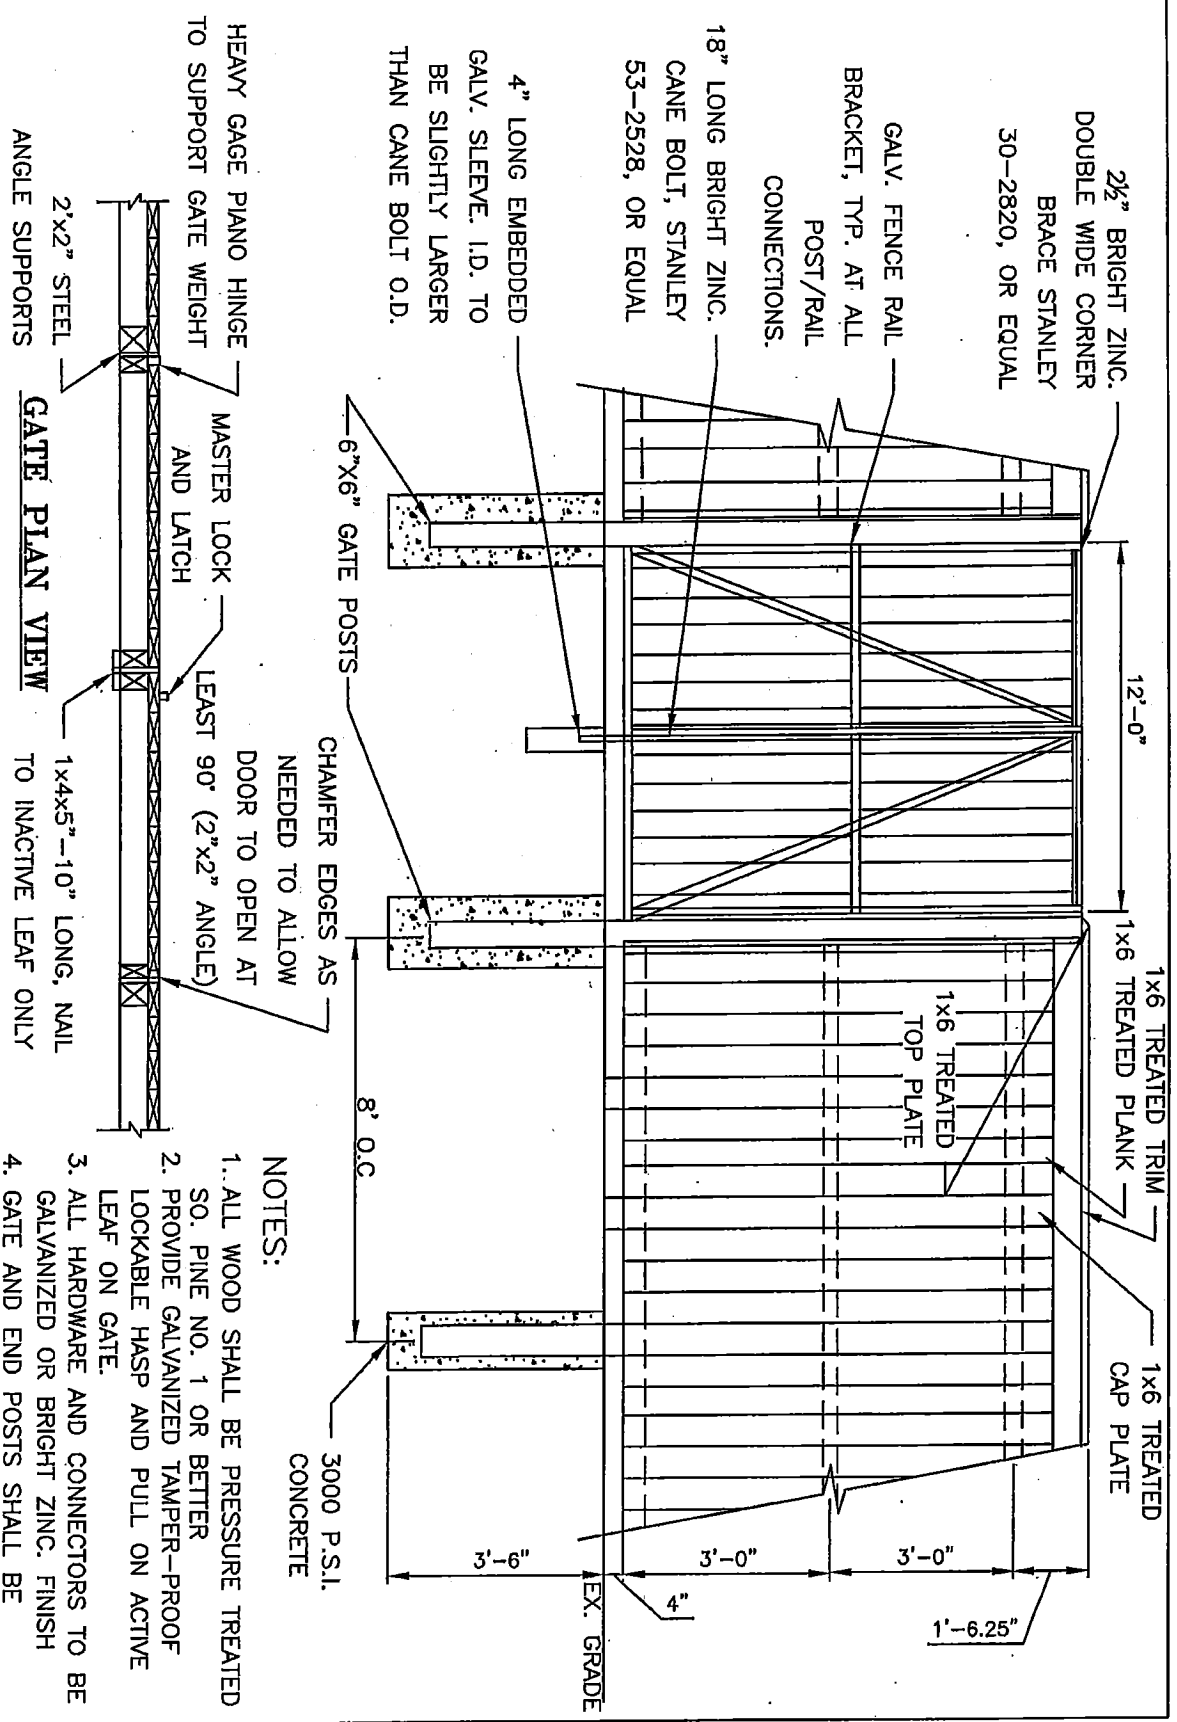 2½" BRIGHT ZINC.
DOUBLE WIDE CORNER
BRACE STANLEY
30-2820, OR EQUAL
GALV. FENCE RAIL
BRACKET, TYP. AT ALL
POST/RAIL
CONNECTIONS.
18" LONG BRIGHT ZINC.
CANE BOLT, STANLEY
53-2528, OR EQUAL
4" LONG EMBEDDED
GALV. SLEEVE. I.D. TO
BE SLIGHTLY LARGER
THAN CANE BOLT O.D.
12'-0"
1x6 TREATED TRIM
1x6 TREATED PLANK
1x6 TREATED
CAP PLATE
1x6 TREATED
TOP PLATE
1'-6.25"
3'-0"
3'-0"
4"
3'-6"
EX. GRADE
6"X6" GATE POSTS
8' O.C
3000 P.S.I.
CONCRETE
HEAVY GAGE PIANO HINGE
TO SUPPORT GATE WEIGHT
MASTER LOCK
AND LATCH
CHAMFER EDGES AS
NEEDED TO ALLOW
DOOR TO OPEN AT
LEAST 90° (2"x2" ANGLE)
2'x2" STEEL
ANGLE SUPPORTS
1x4x5"-10" LONG, NAIL
TO INACTIVE LEAF ONLY
GATE PLAN VIEW
NOTES:
1..ALL WOOD SHALL BE PRESSURE TREATED
SO. PINE NO. 1 OR BETTER
2. PROVIDE GALVANIZED TAMPER-PROOF
LOCKABLE HASP AND PULL ON ACTIVE
LEAF ON GATE.
3. ALL HARDWARE AND CONNECTORS TO BE
GALVANIZED OR BRIGHT ZINC. FINISH
4. GATE AND END POSTS SHALL BE